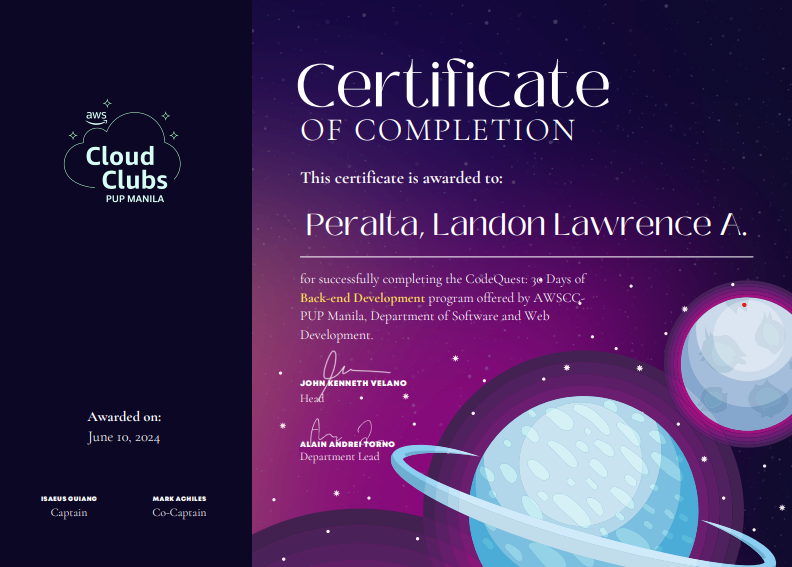 aws
Cloud
Clubs
PUP MANILA
Awarded on:
June 10, 2024
ISAEUS GUIANG
Captain
MARK ACHILES
Co-Captain
Certificate
OF COMPLETION
This certificate is awarded to:
Peralta, Landon Lawrence A.
for successfully completing the CodeQuest: 30 Days of
Back-end Development program offered by AWSCC-
PUP Manila, Department of Software and Web
Development.
JOHN KENNETH VELANO
Head
ALAIN ANDREI TORNO
Department Lead